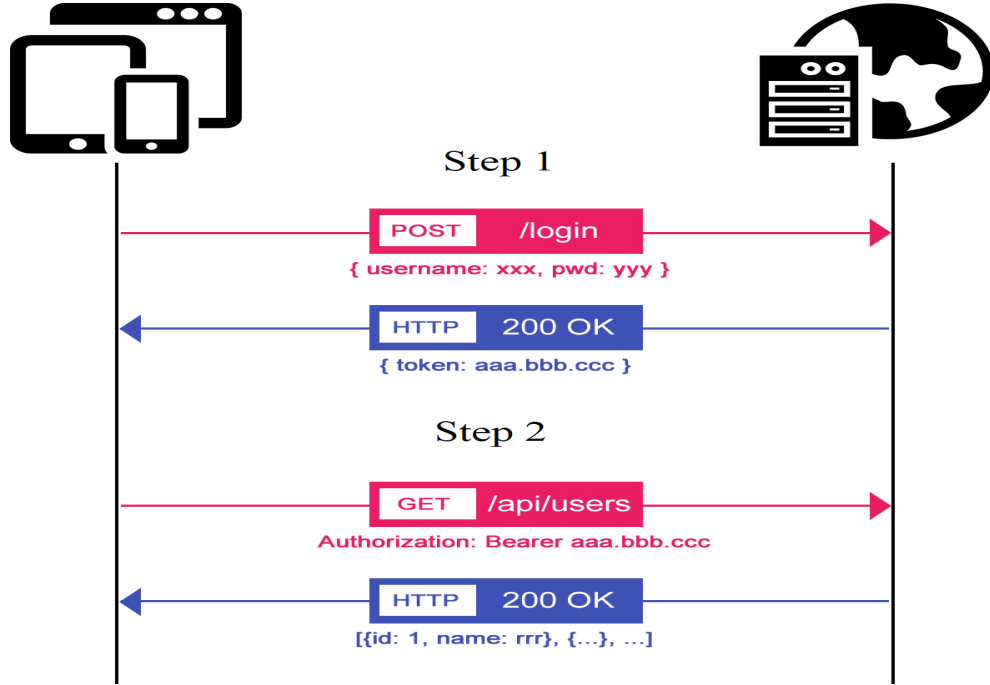 Step 1
POST /login
{ username: xxx, pwd: yyy }
HTTP 200 OK
{ token: aaa.bbb.ccc }
Step 2
GET /api/users
Authorization: Bearer aaa.bbb.ccc
HTTP 200 OK
[{id: 1, name: rrr}, {...}, ...]